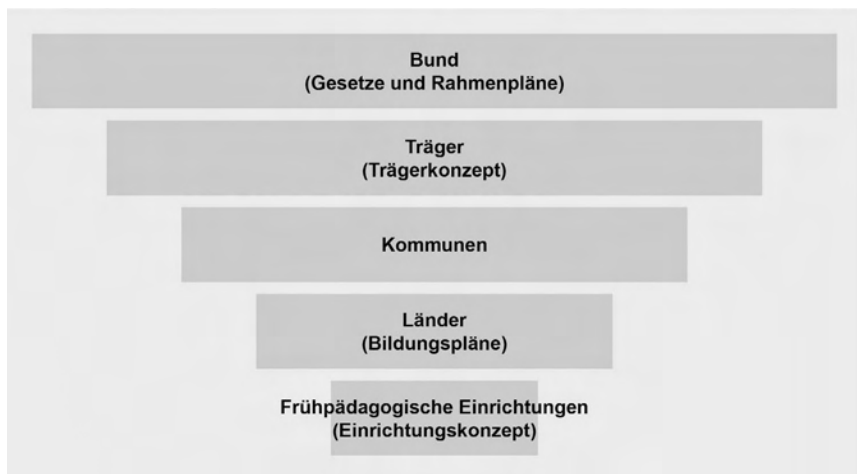 Bund
(Gesetze und Rahmenpläne)
Träger
(Trägerkonzept)
Kommunen
Länder
(Bildungspläne)
Frühpädagogische Einrichtungen
(Einrichtungskonzept)